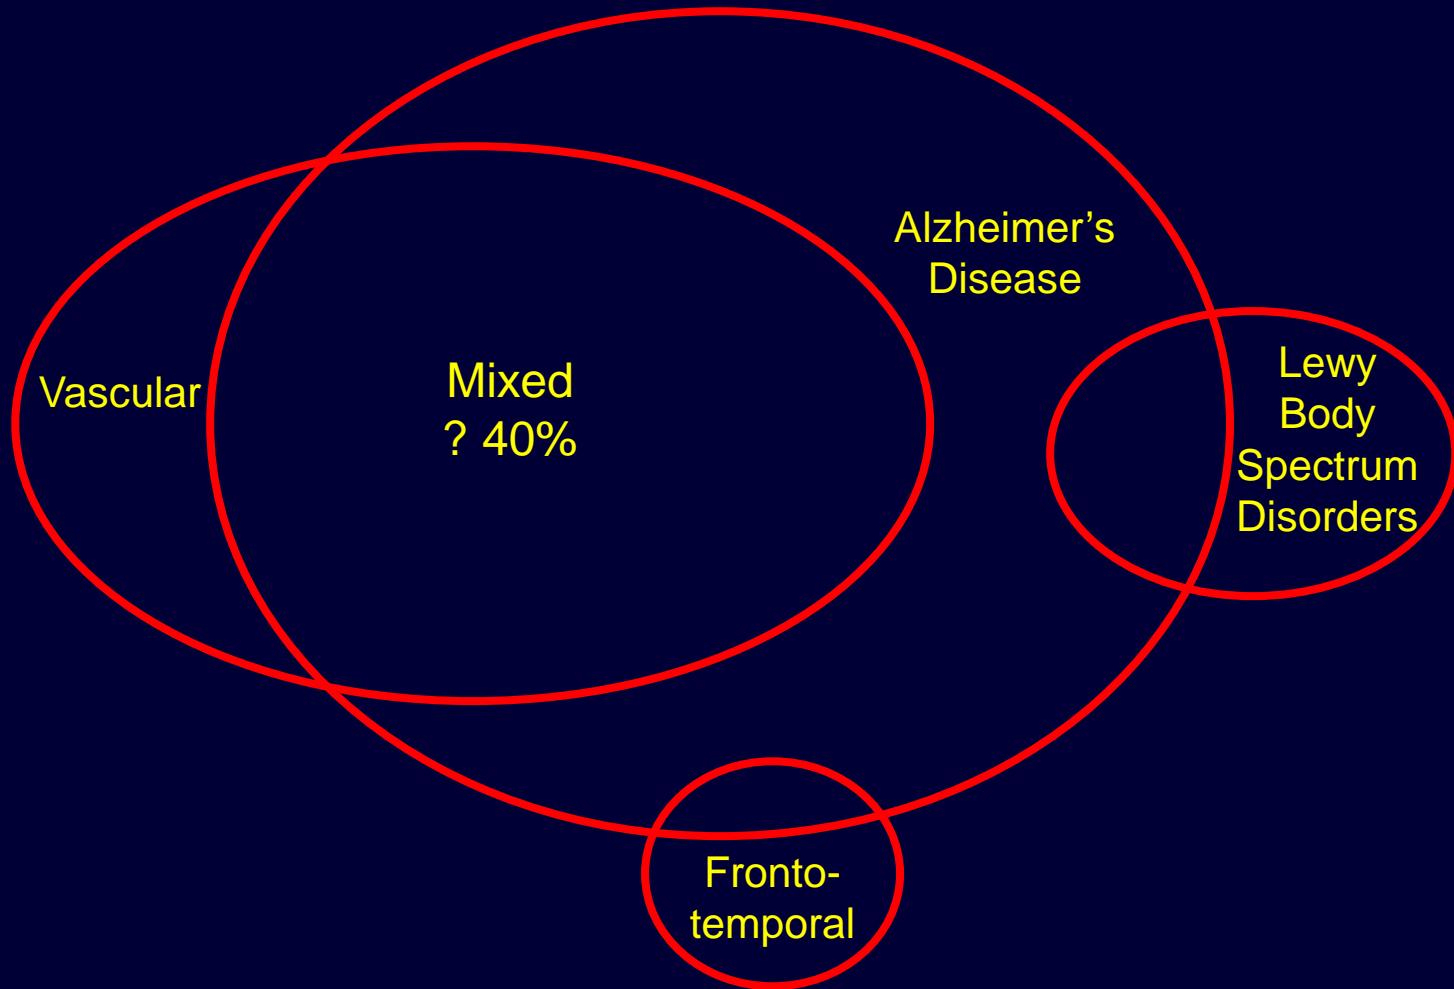 Alzheimer’s
Disease
Vascular
Mixed
? 40%
Lewy
Body
Spectrum
Disorders
Fronto-
temporal